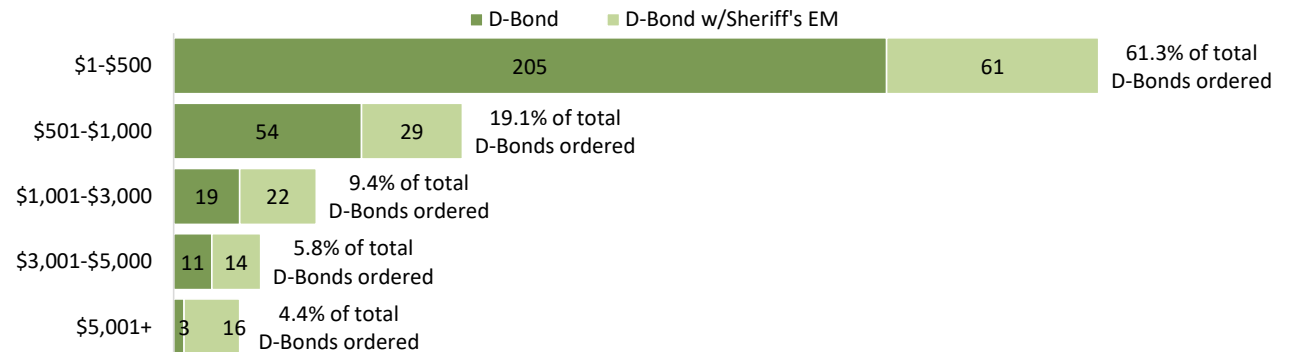 D-Bond D-Bond w/Sheriff's EM
$1-$500 205 61 61.3% of total
D-Bonds ordered
$501-$1,000 54 29 19.1% of total
D-Bonds ordered
$1,001-$3,000 19 22 9.4% of total
D-Bonds ordered
$3,001-$5,000 11 14 5.8% of total
D-Bonds ordered
$5,001+ 3 16 4.4% of total
D-Bonds ordered